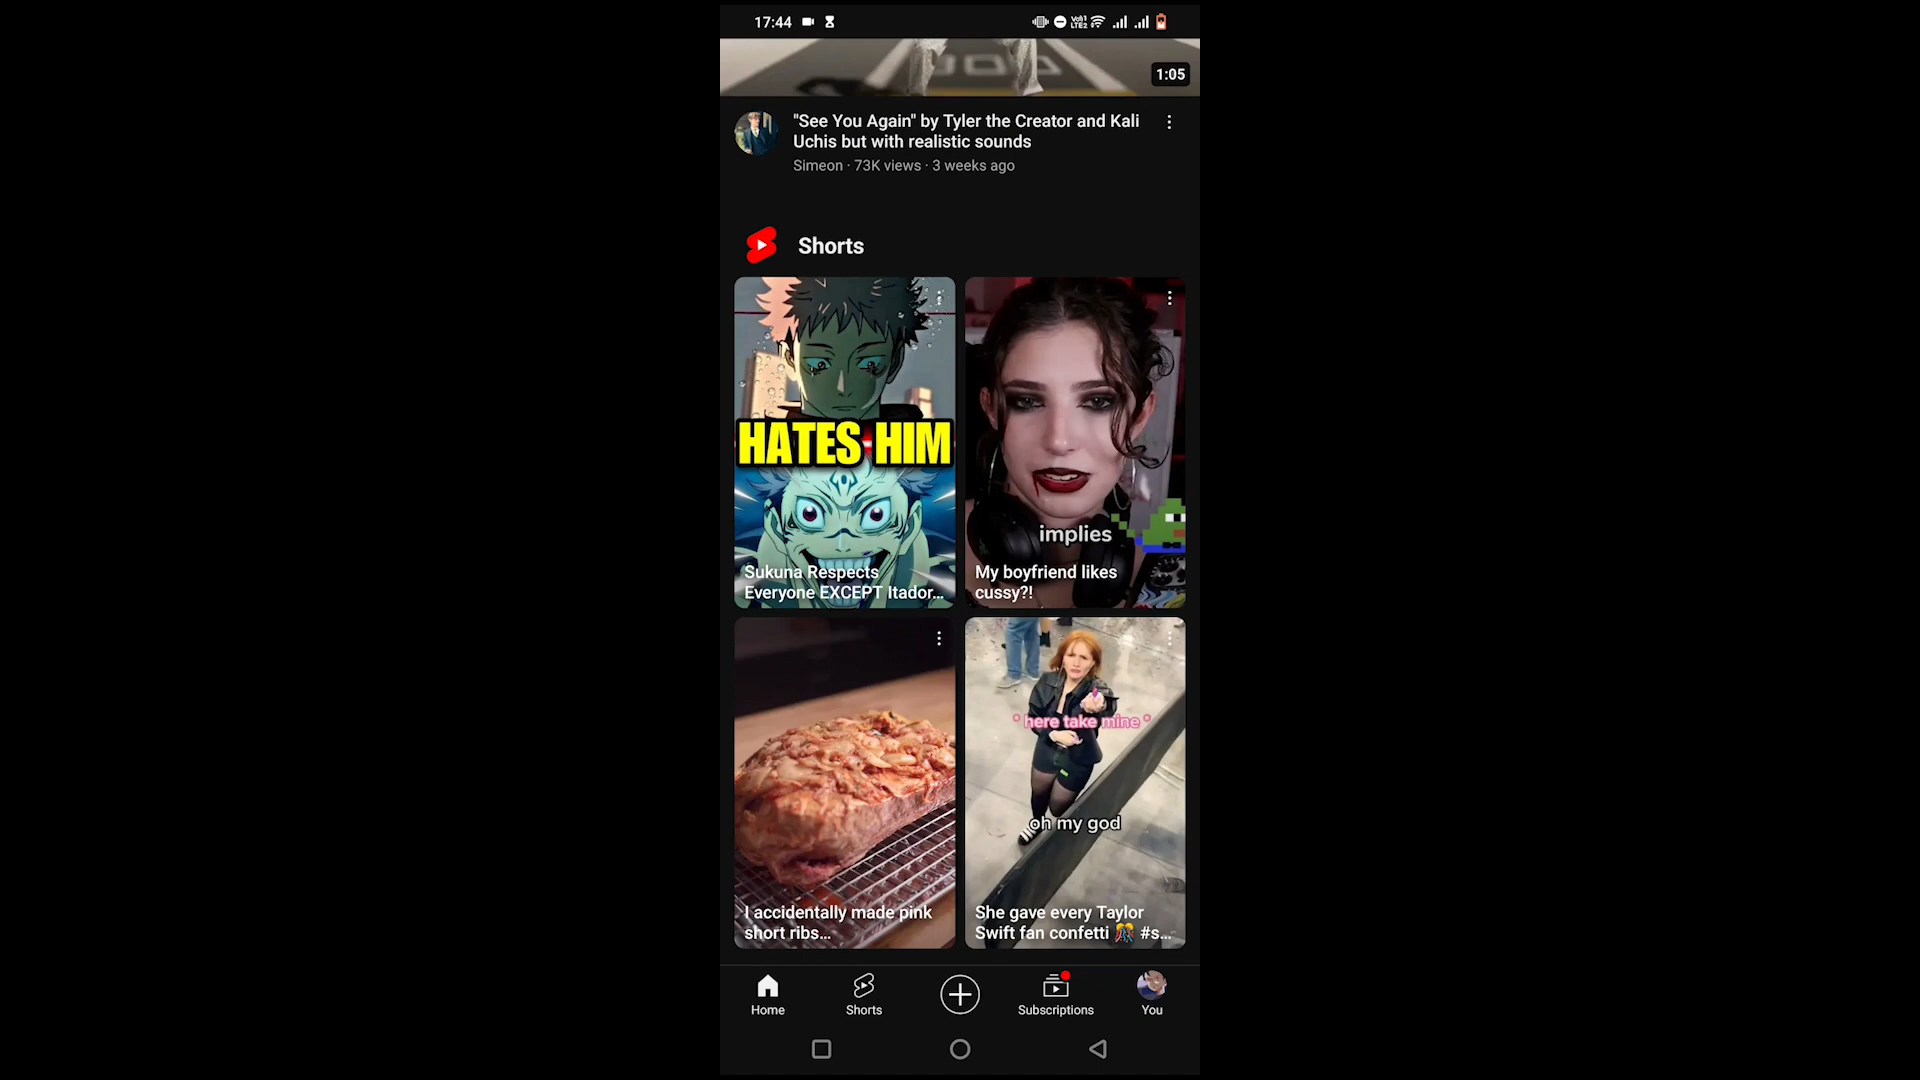 17:44
Vo)) 1
LTE2
1:05
"See You Again" by Tyler the Creator and Kali
Uchis but with realistic sounds
Simeon · 73K views · 3 weeks ago
Shorts
HATES HIM
Sukuna Respects
Everyone EXCEPT Itador...
implies
My boyfriend likes
cussy?!
I accidentally made pink
short ribs...
* here take mine *
oh my god
She gave every Taylor
Swift fan confetti 🎊 #s...
Home
Shorts
Subscriptions
You